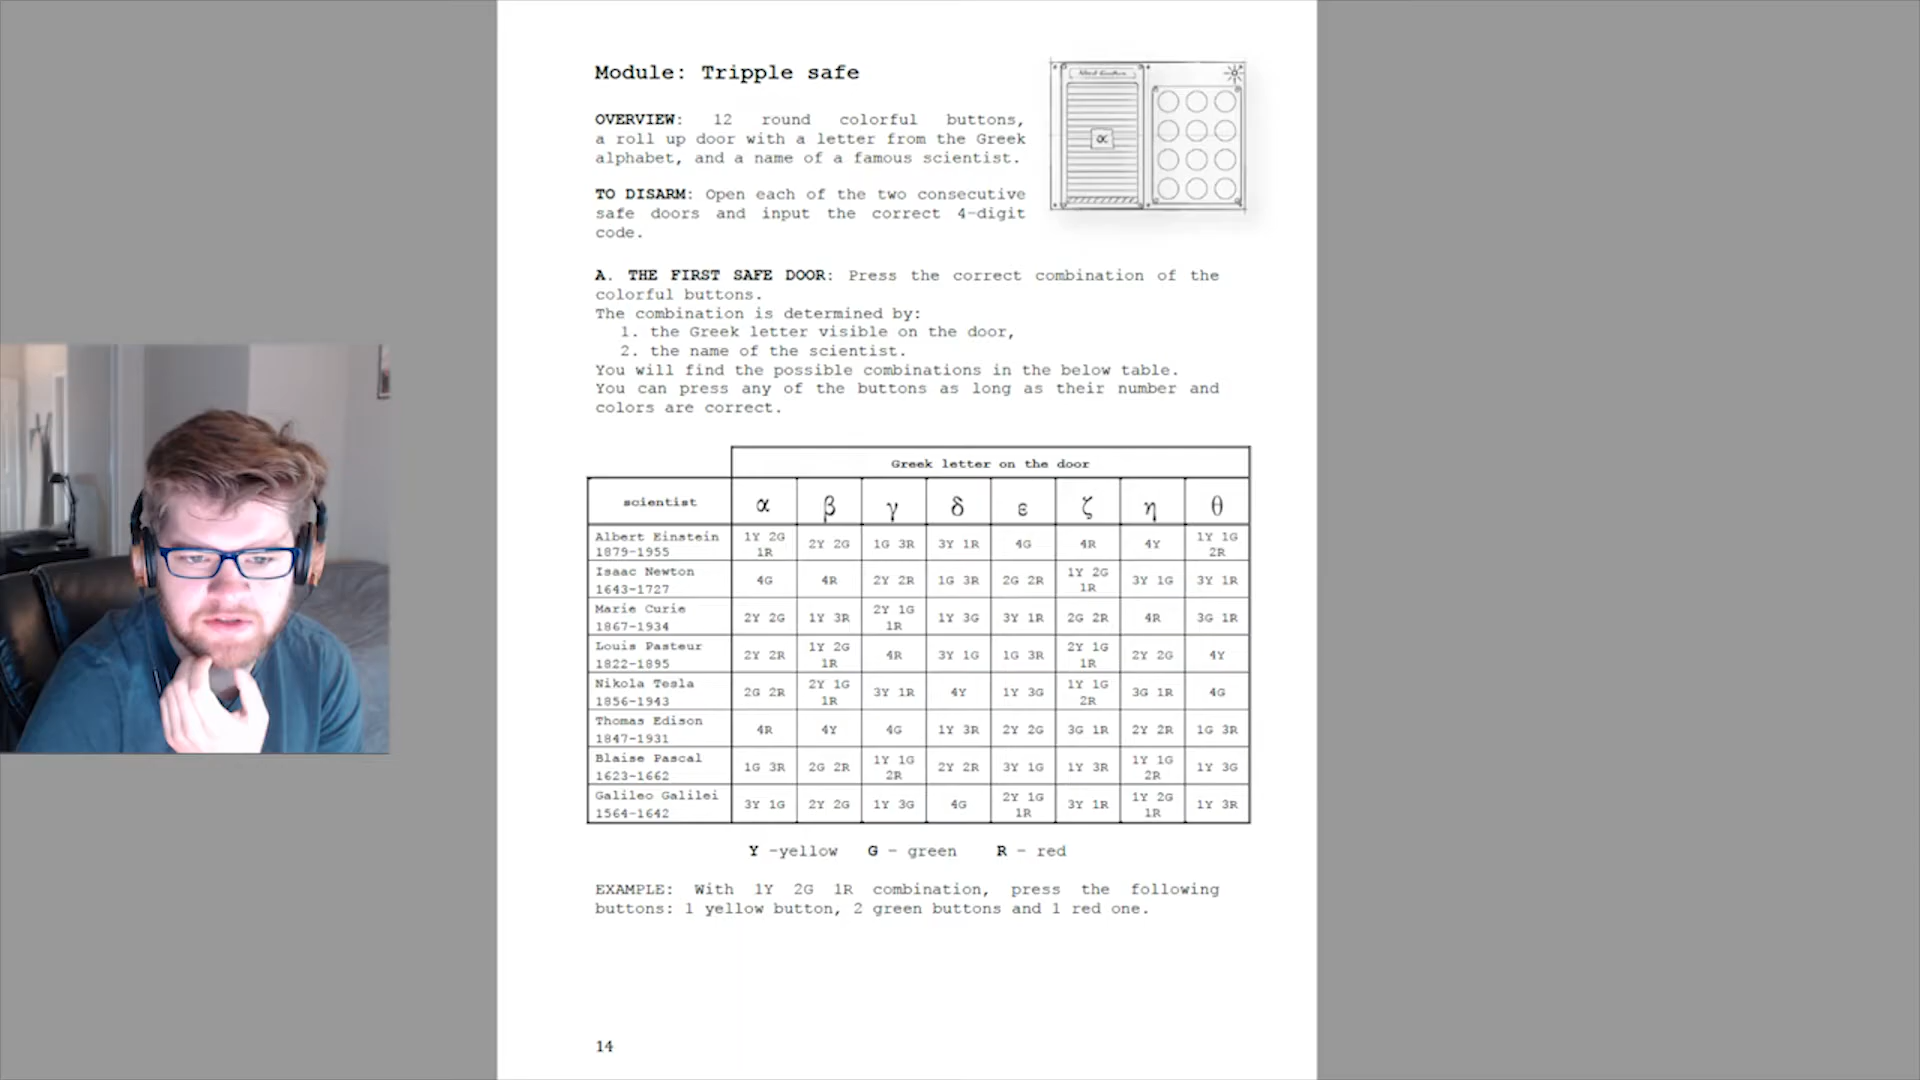 Module: Tripple safe
OVERVIEW: 12 round colorful buttons,
a roll up door with a letter from the Greek
alphabet, and a name of a famous scientist.
TO DISARM: Open each of the two consecutive
safe doors and input the correct 4-digit
code.
α
A. THE FIRST SAFE DOOR: Press the correct combination of the
colorful buttons.
The combination is determined by:
1. the Greek letter visible on the door,
2. the name of the scientist.
You will find the possible combinations in the below table.
You can press any of the buttons as long as their number and
colors are correct.
Greek letter on the door
scientist α β γ δ ε ζ η θ
Albert Einstein 1Y 2G 2Y 2G 1G 3R 3Y 1R 4G 4R 4Y 1Y 1G
1879-1955 1R 2R
Isaac Newton 4G 4R 2Y 2R 1G 3R 2G 2R 1Y 2G 3Y 1G 3Y 1R
1643-1727 1R
Marie Curie 2Y 2G 1Y 3R 2Y 1G 1Y 3G 3Y 1R 2G 2R 4R 3G 1R
1867-1934 1R
Louis Pasteur 2Y 2R 1Y 2G 4R 3Y 1G 1G 3R 2Y 1G 2Y 2G 4Y
1822-1895 1R 1R
Nikola Tesla 2G 2R 2Y 1G 3Y 1R 4Y 1Y 3G 1Y 1G 3G 1R 4G
1856-1943 1R 2R
Thomas Edison 4R 4Y 4G 1Y 3R 2Y 2G 3G 1R 2Y 2R 1G 3R
1847-1931
Blaise Pascal 1G 3R 2G 2R 1Y 1G 2Y 2R 3Y 1G 1Y 3R 1Y 1G 1Y 3G
1623-1662 2R 2R
Galileo Galilei 3Y 1G 2Y 2G 1Y 3G 4G 2Y 1G 3Y 1R 1Y 2G 1Y 3R
1564-1642 1R 1R
Y -yellow G - green R - red
EXAMPLE: With 1Y 2G 1R combination, press the following
buttons: 1 yellow button, 2 green buttons and 1 red one.
14